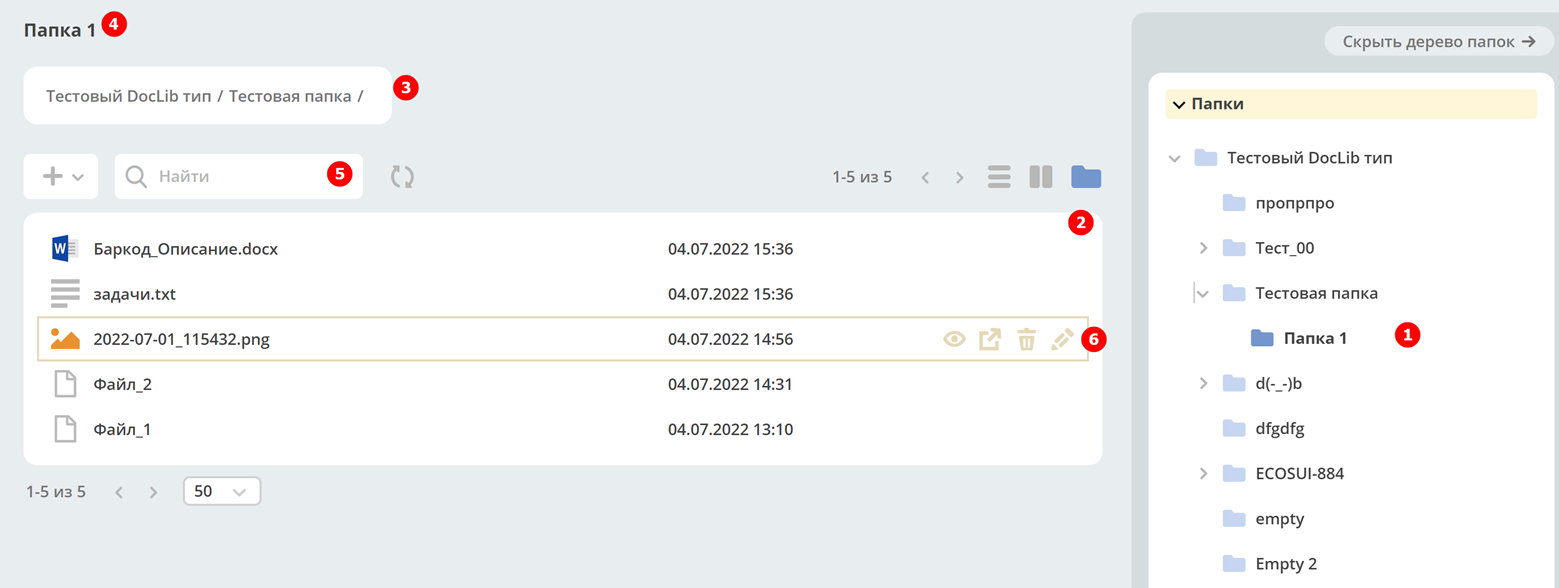 Папка 1 4
Тестовый DocLib тип / Тестовая папка / 3
Найти 5
1-5 из 5
2
Баркод_Описание.docx 04.07.2022 15:36
задачи.txt 04.07.2022 15:36
2022-07-01_115432.png 04.07.2022 14:56 6
Файл_2 04.07.2022 14:31
Файл_1 04.07.2022 13:10
1-5 из 5 50
Скрыть дерево папок →
Папки
Тестовый DocLib тип
пропрпро
Тест_00
Тестовая папка
Папка 1 1
d(-_-)b
dfgdfg
ECOSUI-884
empty
Empty 2